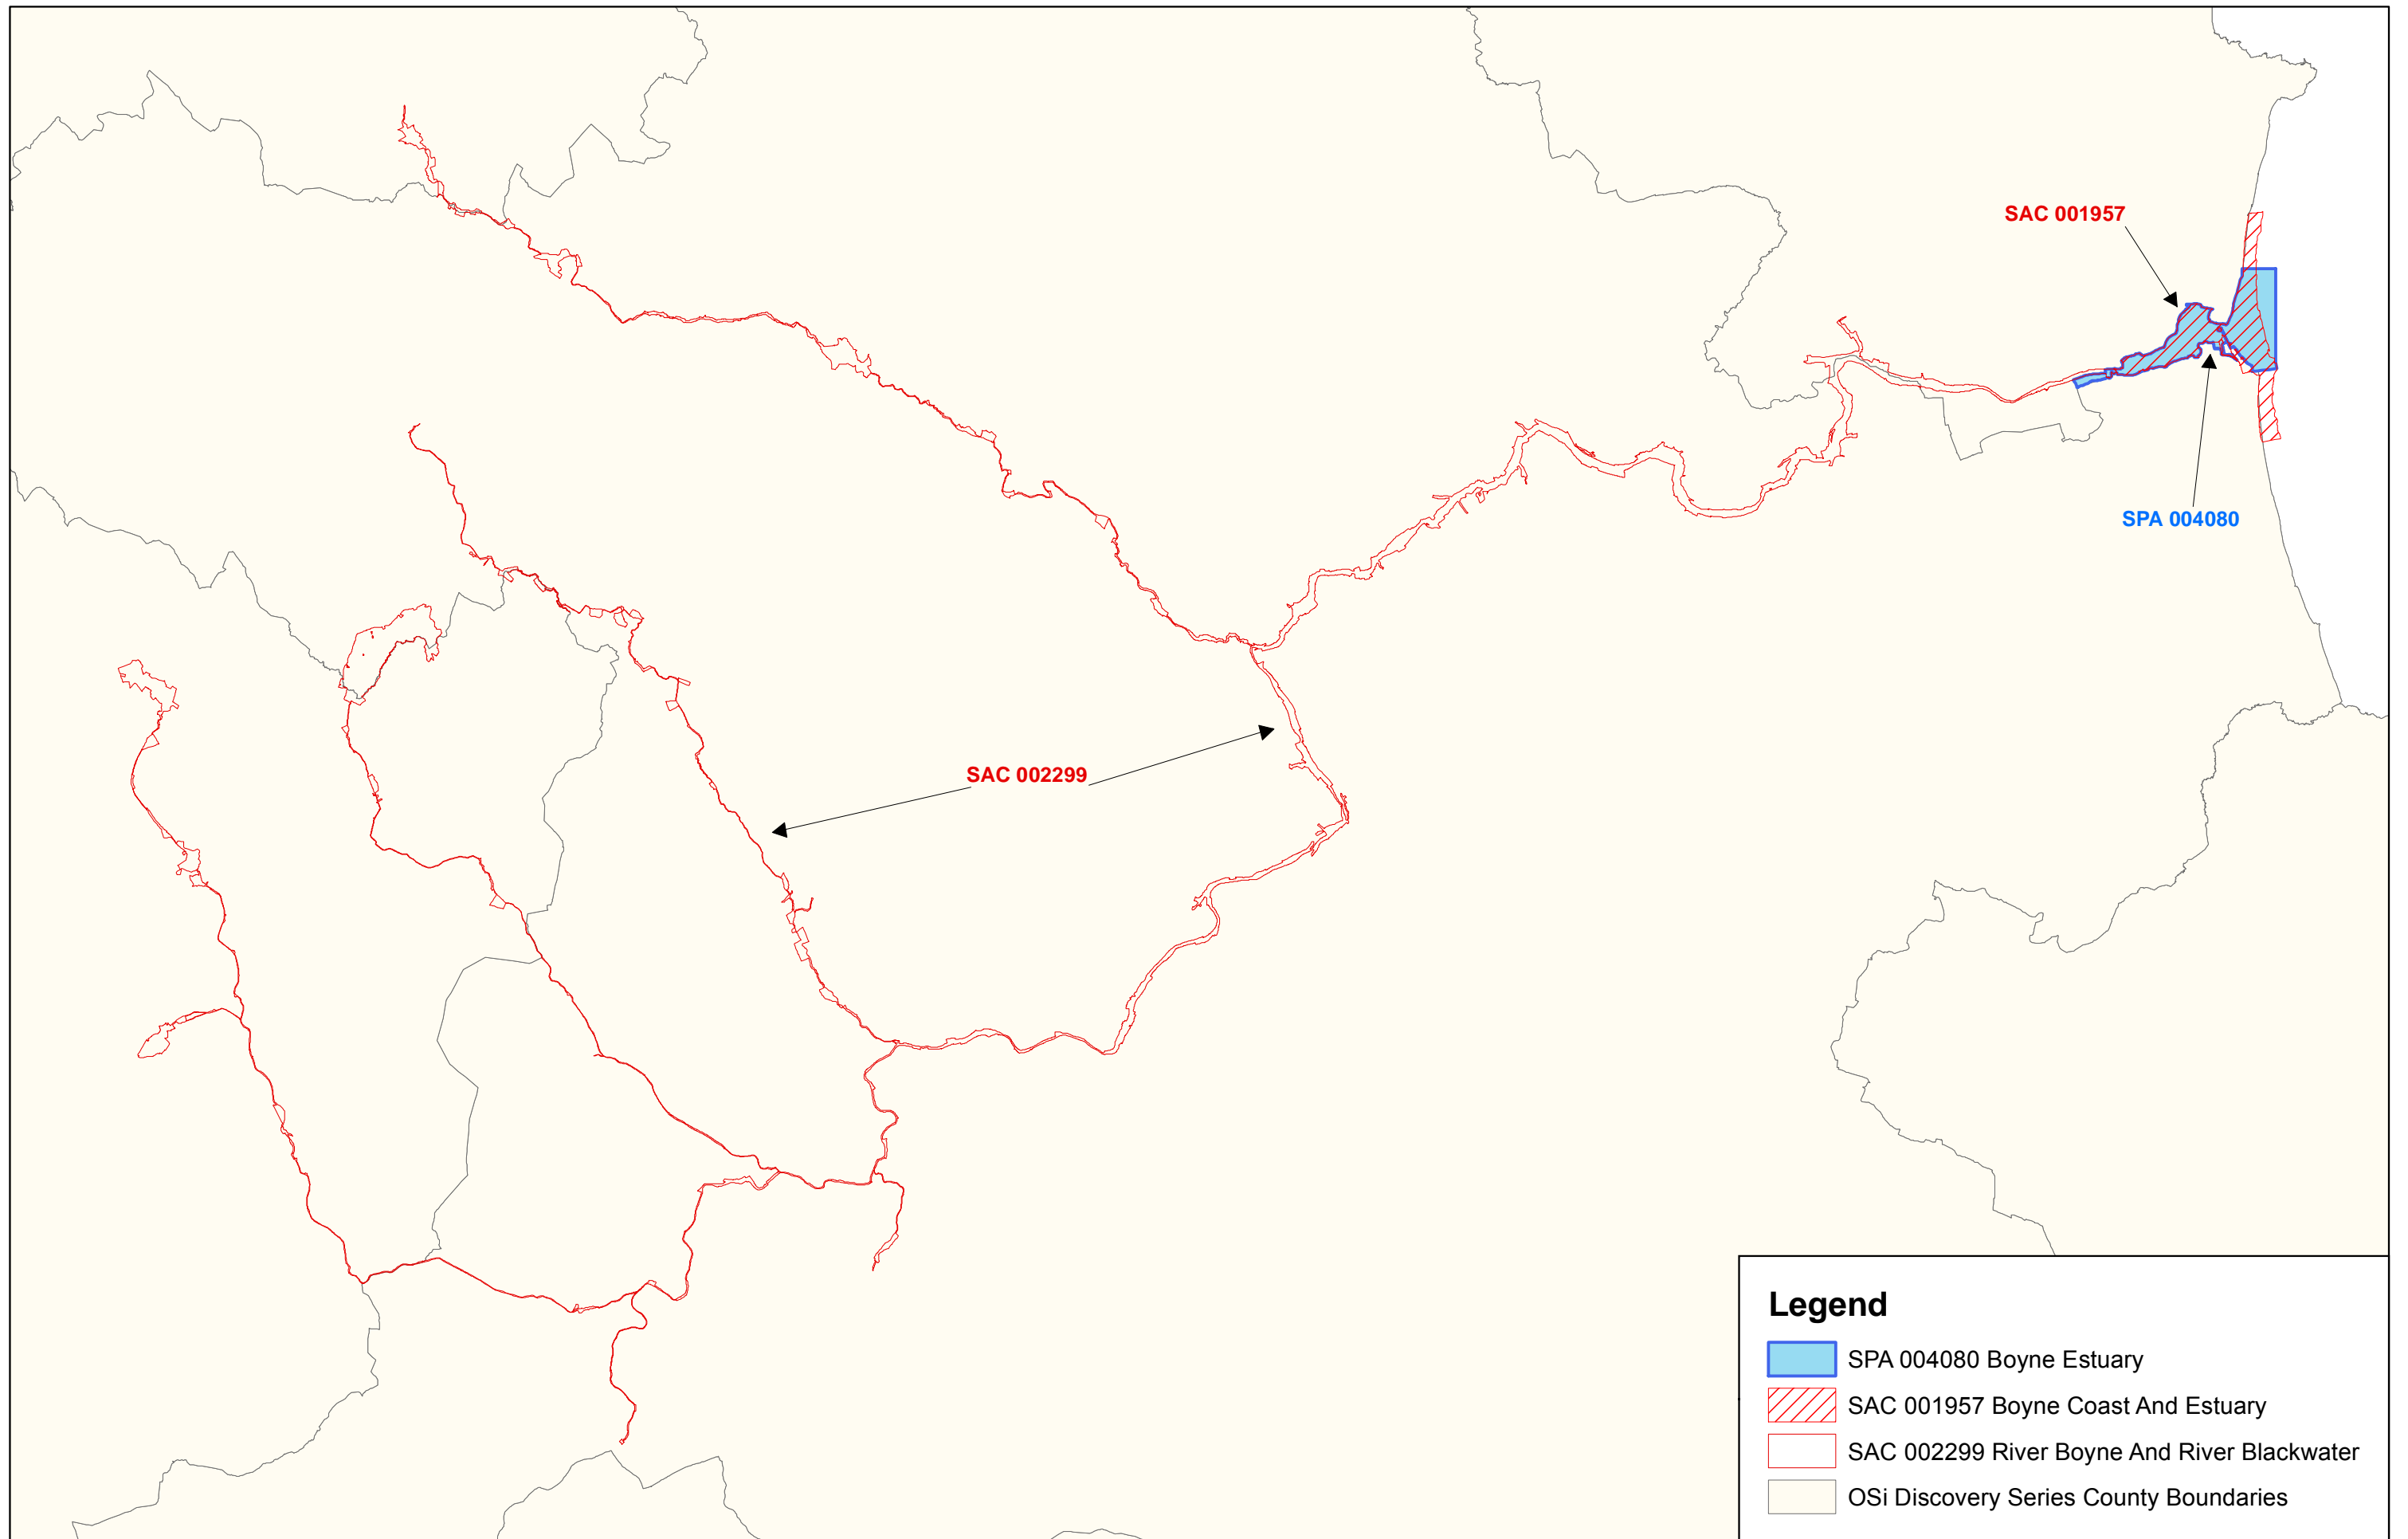 SAC 001957
SPA 004080
SAC 002299
Legend
SPA 004080 Boyne Estuary
SAC 001957 Boyne Coast And Estuary
SAC 002299 River Boyne And River Blackwater
OSi Discovery Series County Boundaries